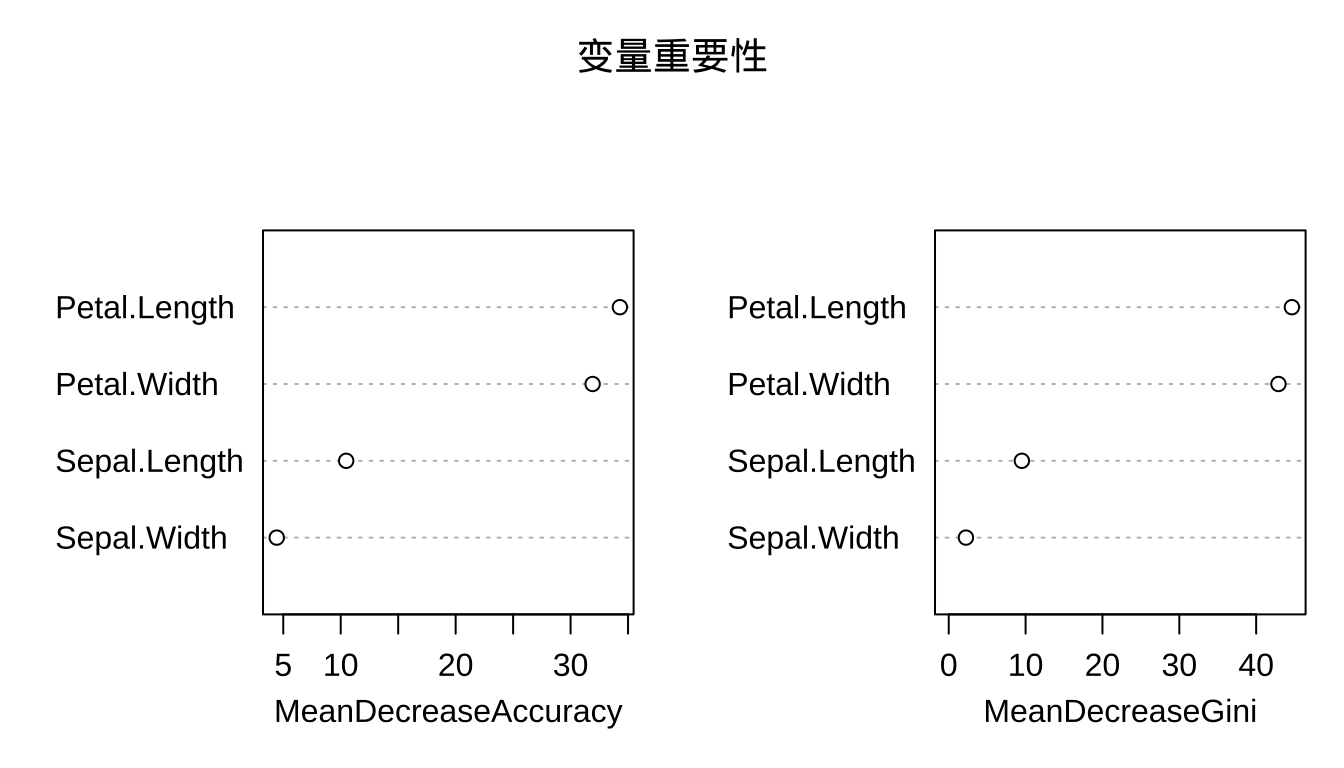 变量重要性
Petal.Length
Petal.Width
Sepal.Length
Sepal.Width
5 10 20 30
MeanDecreaseAccuracy
Petal.Length
Petal.Width
Sepal.Length
Sepal.Width
0 10 20 30 40
MeanDecreaseGini